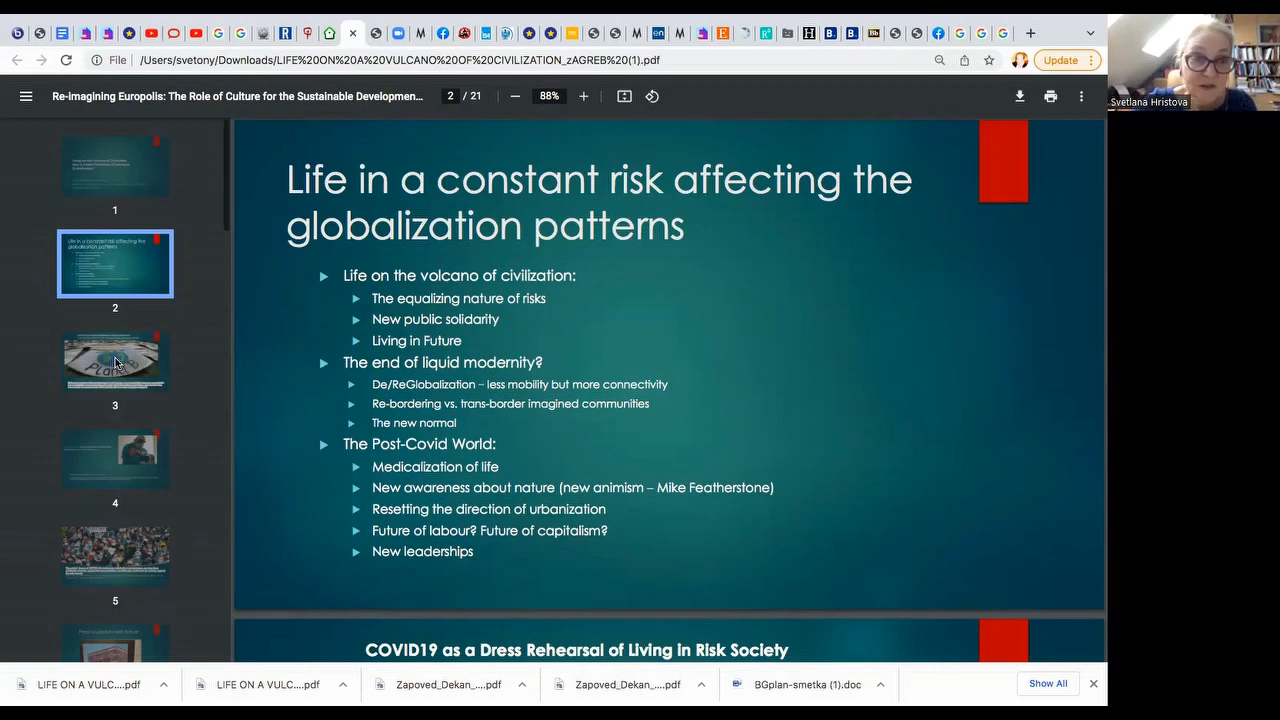 File
/Users/svetony/Downloads/LIFE%20ON%20A%20VULCANO%20OF%20CIVILIZATION_zAGREB%20(1).pdf
Update
Re-imagining Europolis: The Role of Culture for the Sustainable Developmen...
2 / 21
88%
Svetlana Hristova
1
2
3
4
5
Life in a constant risk affecting the
globalization patterns
Life on the volcano of civilization:
The equalizing nature of risks
New public solidarity
Living in Future
The end of liquid modernity?
De/ReGlobalization – less mobility but more connectivity
Re-bordering vs. trans-border imagined communities
The new normal
The Post-Covid World:
Medicalization of life
New awareness about nature (new animism – Mike Featherstone)
Resetting the direction of urbanization
Future of labour? Future of capitalism?
New leaderships
COVID19 as a Dress Rehearsal of Living in Risk Society
LIFE ON A VULC....pdf
LIFE ON A VULC....pdf
Zapoved_Dekan_....pdf
Zapoved_Dekan_....pdf
BGplan-smetka (1).doc
Show All